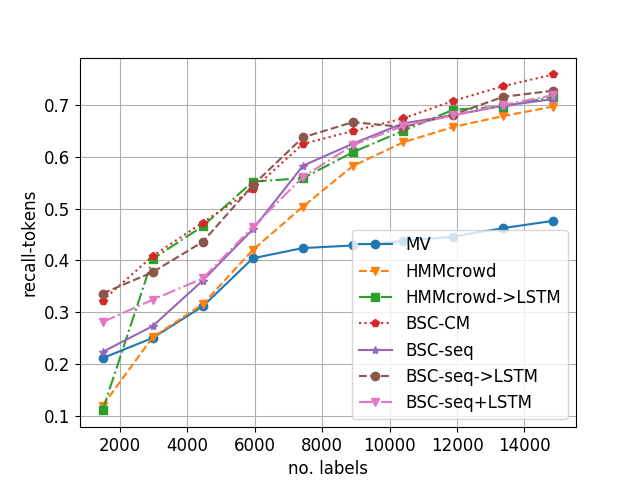 0.7
0.6
0.5
0.4
0.3
0.2
0.1
recall-tokens
MV
HMMcrowd
HMMcrowd->LSTM
BSC-CM
BSC-seq
BSC-seq->LSTM
BSC-seq+LSTM
2000 4000 6000 8000 10000 12000 14000
no. labels